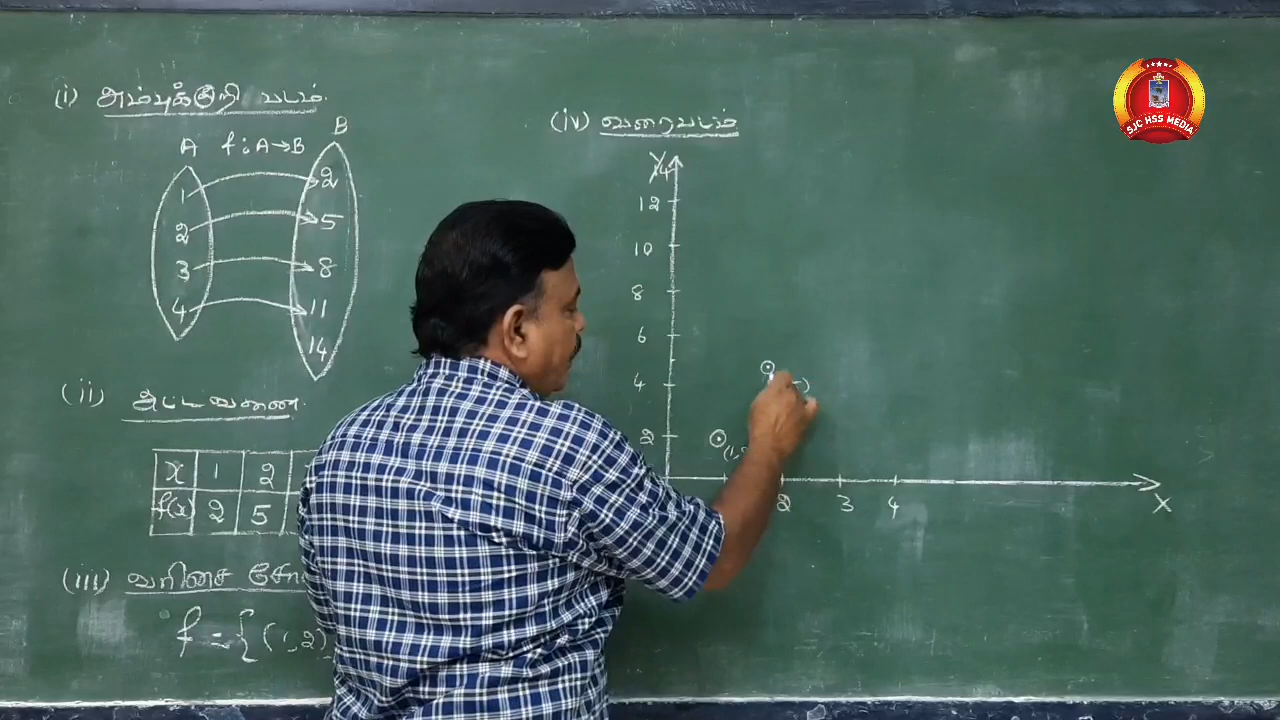 (i) அம்புக்குறி படம்.
A f : A→B B
1 2
2 5
3 8
4 11
14
(ii) அட்டவணை.
x 1 2
f(x) 2 5
(iii) வரிசை
f = { (1,2)
(iv) வரைபடம்
Y
12
10
8
6
4
2
(1,
2 3 4
X
SJC HSS MEDIA